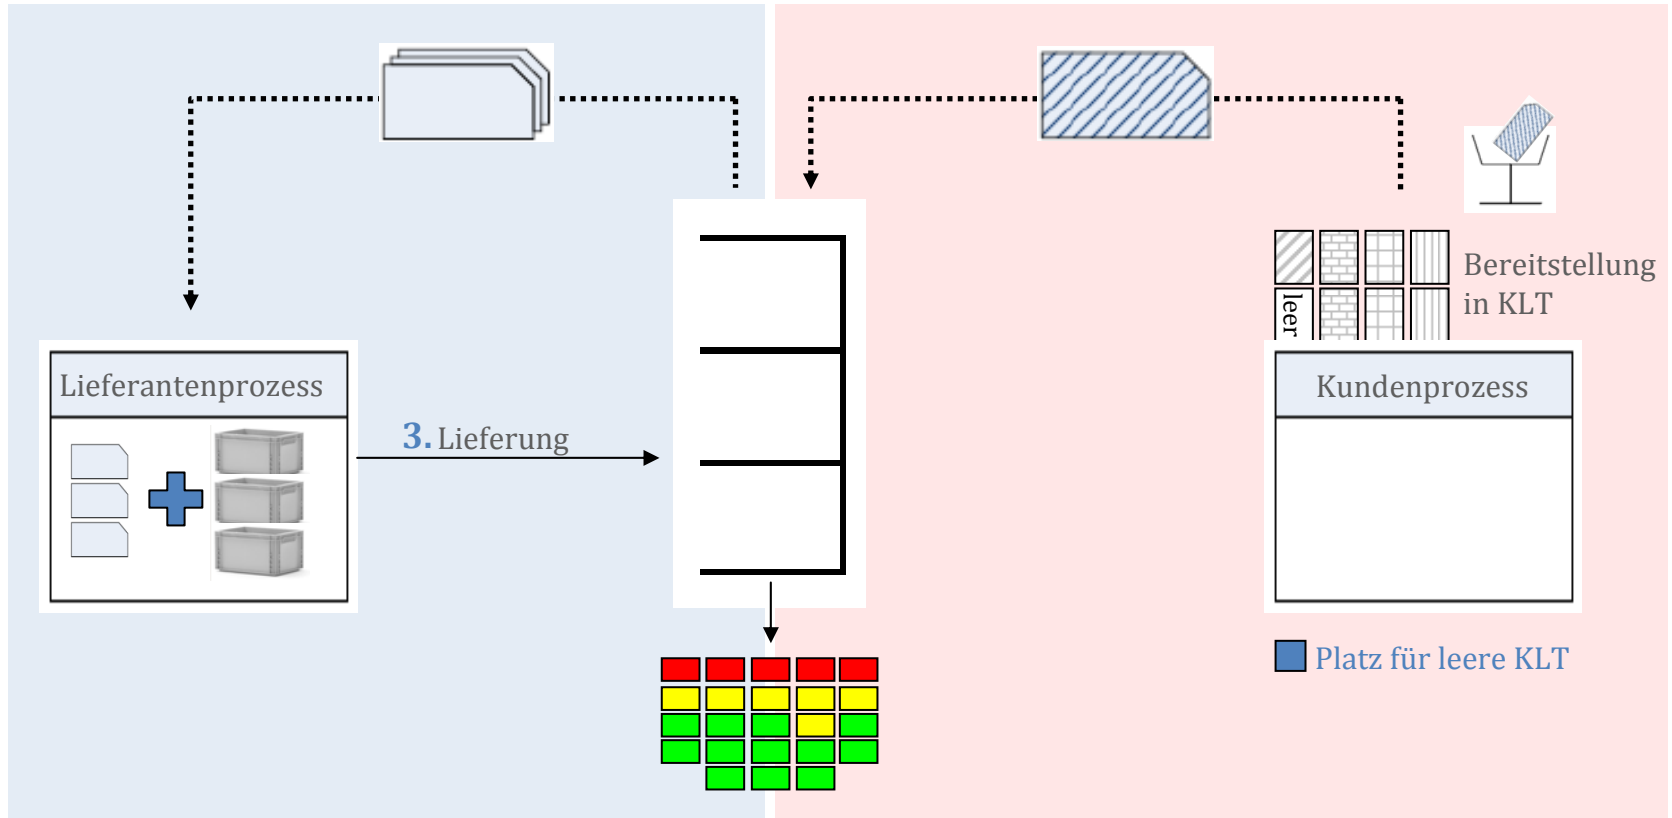 Bereitstellung
in KLT
leer
Lieferantenprozess
Kundenprozess
3. Lieferung
Platz für leere KLT